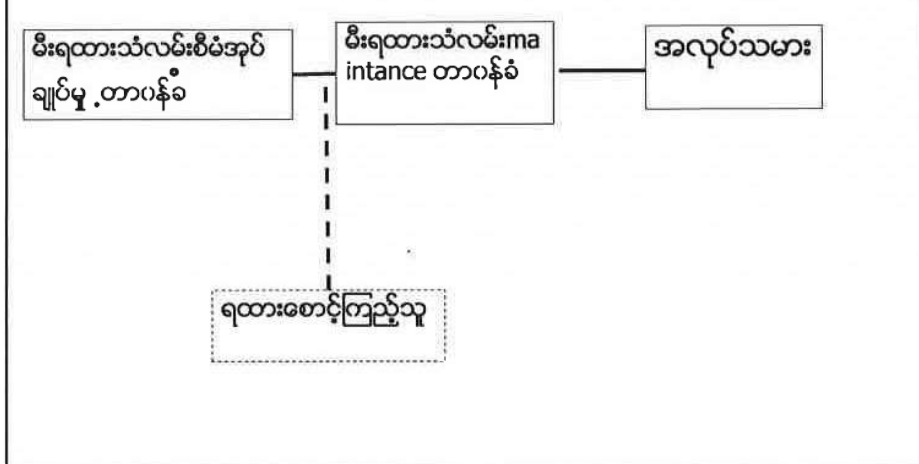 မီးရထားသံလမ်းစီမံအုပ်
ချုပ်မှု့တာဝန်ခံ
မီးရထားသံလမ်းma
intance တာဝန်ခံ
အလုပ်သမား
ရထားစောင့်ကြည့်သူ